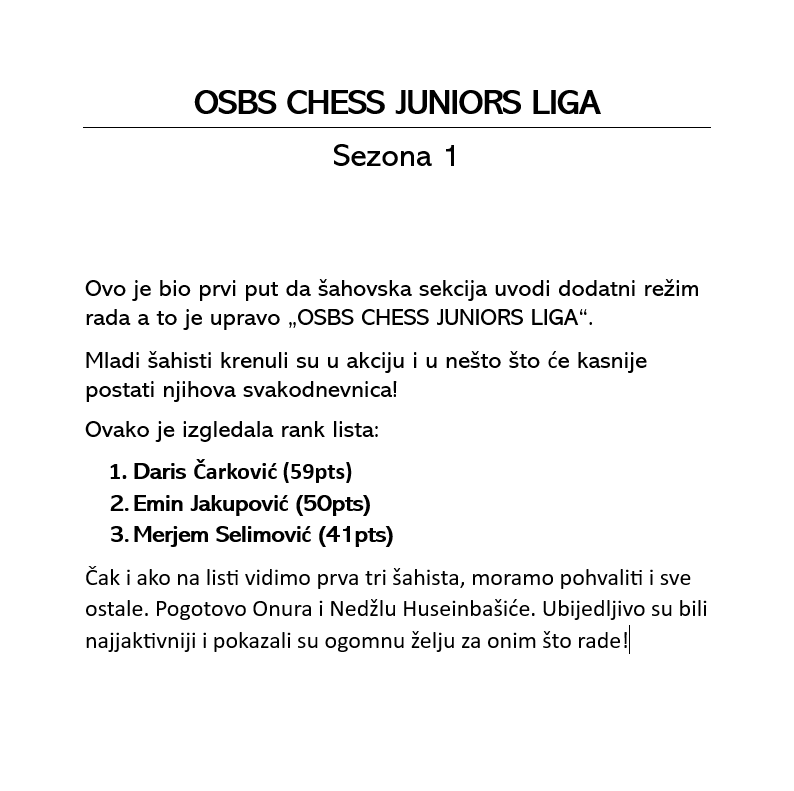 OSBS CHESS JUNIORS LIGA
Sezona 1
Ovo je bio prvi put da šahovska sekcija uvodi dodatni režim
rada a to je upravo „OSBS CHESS JUNIORS LIGA“.
Mladi šahisti krenuli su u akciju i u nešto što će kasnije
postati njihova svakodnevnica!
Ovako je izgledala rank lista:
1. Daris Čarković (59pts)
2. Emin Jakupović (50pts)
3. Merjem Selimović (41pts)
Čak i ako na listi vidimo prva tri šahista, moramo pohvaliti i sve
ostale. Pogotovo Onura i Nedžlu Huseinbašiće. Ubijedljivo su bili
najjaktivniji i pokazali su ogomnu želju za onim što rade!